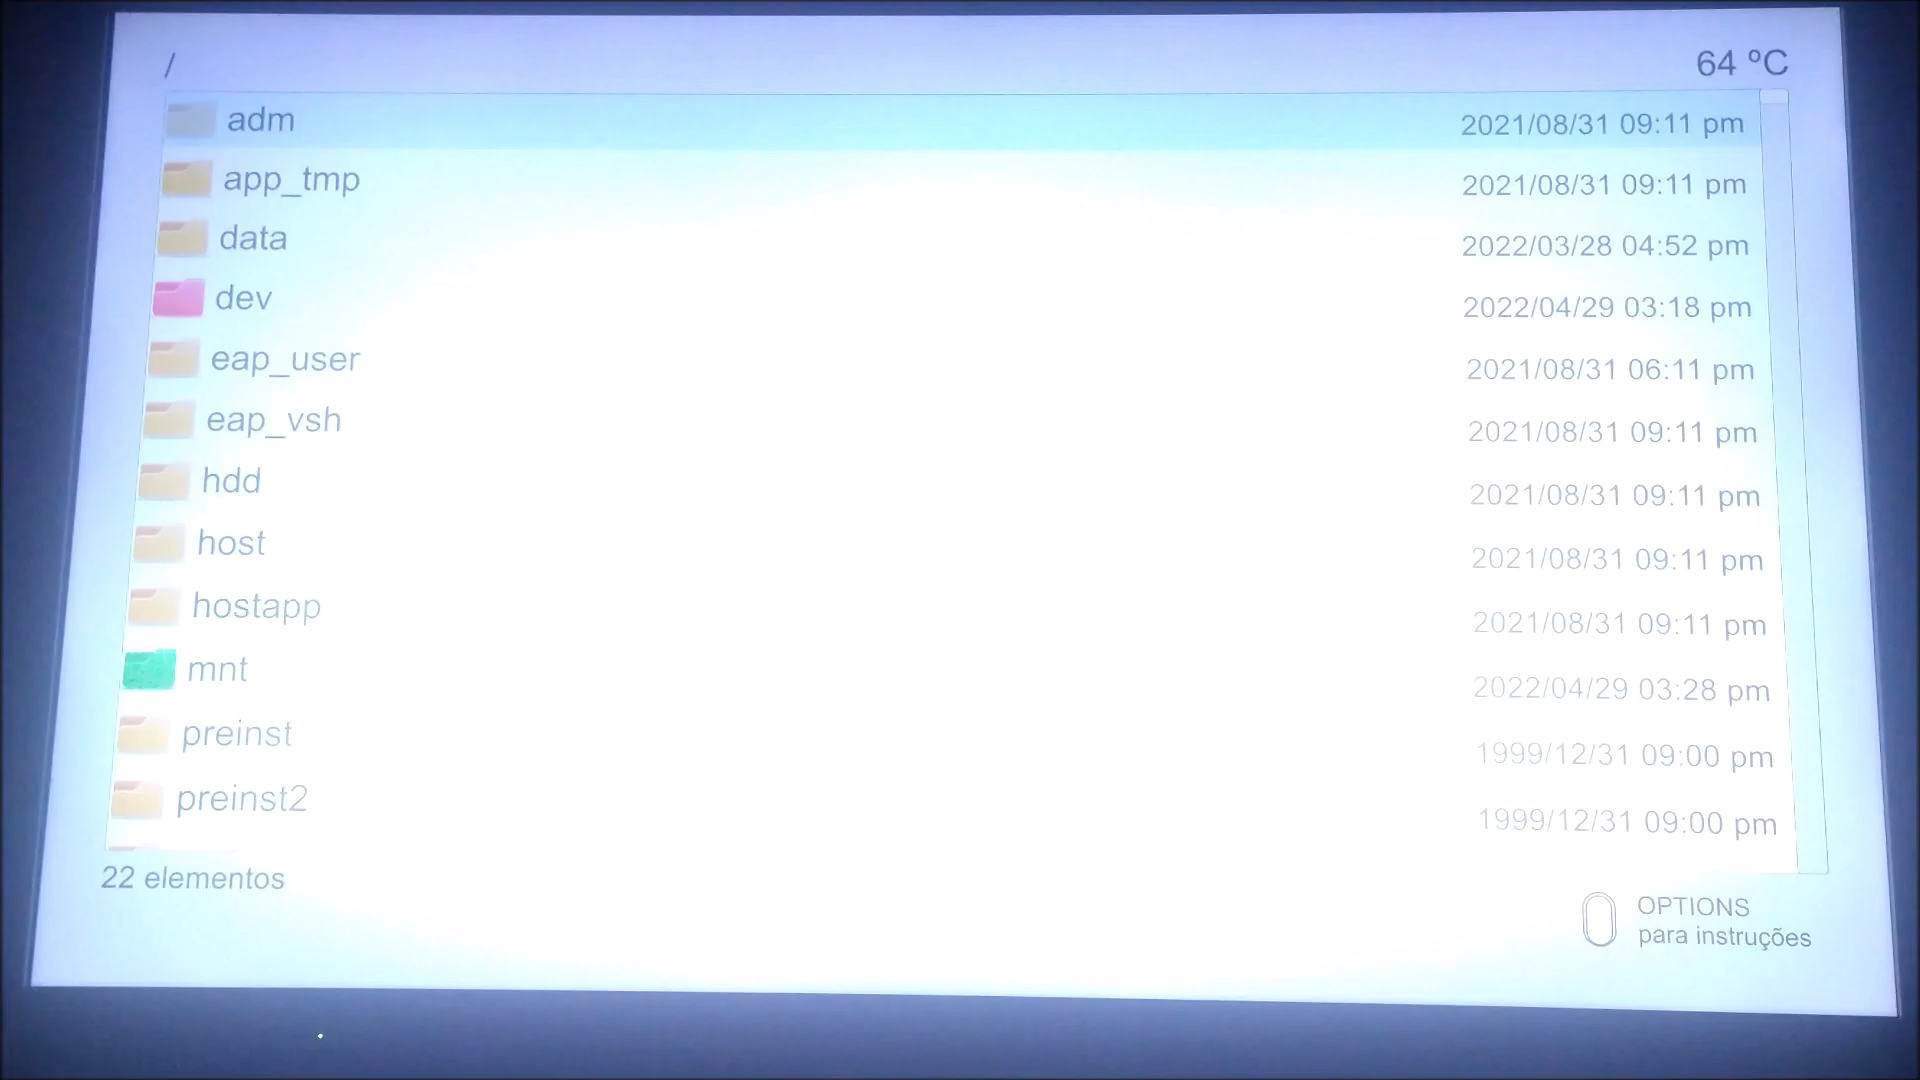 / 64 ºC
adm 2021/08/31 09:11 pm
app_tmp 2021/08/31 09:11 pm
data 2022/03/28 04:52 pm
dev 2022/04/29 03:18 pm
eap_user 2021/08/31 06:11 pm
eap_vsh 2021/08/31 09:11 pm
hdd 2021/08/31 09:11 pm
host 2021/08/31 09:11 pm
hostapp 2021/08/31 09:11 pm
mnt 2022/04/29 03:28 pm
preinst 1999/12/31 09:00 pm
preinst2 1999/12/31 09:00 pm
22 elementos
OPTIONS
para instruções